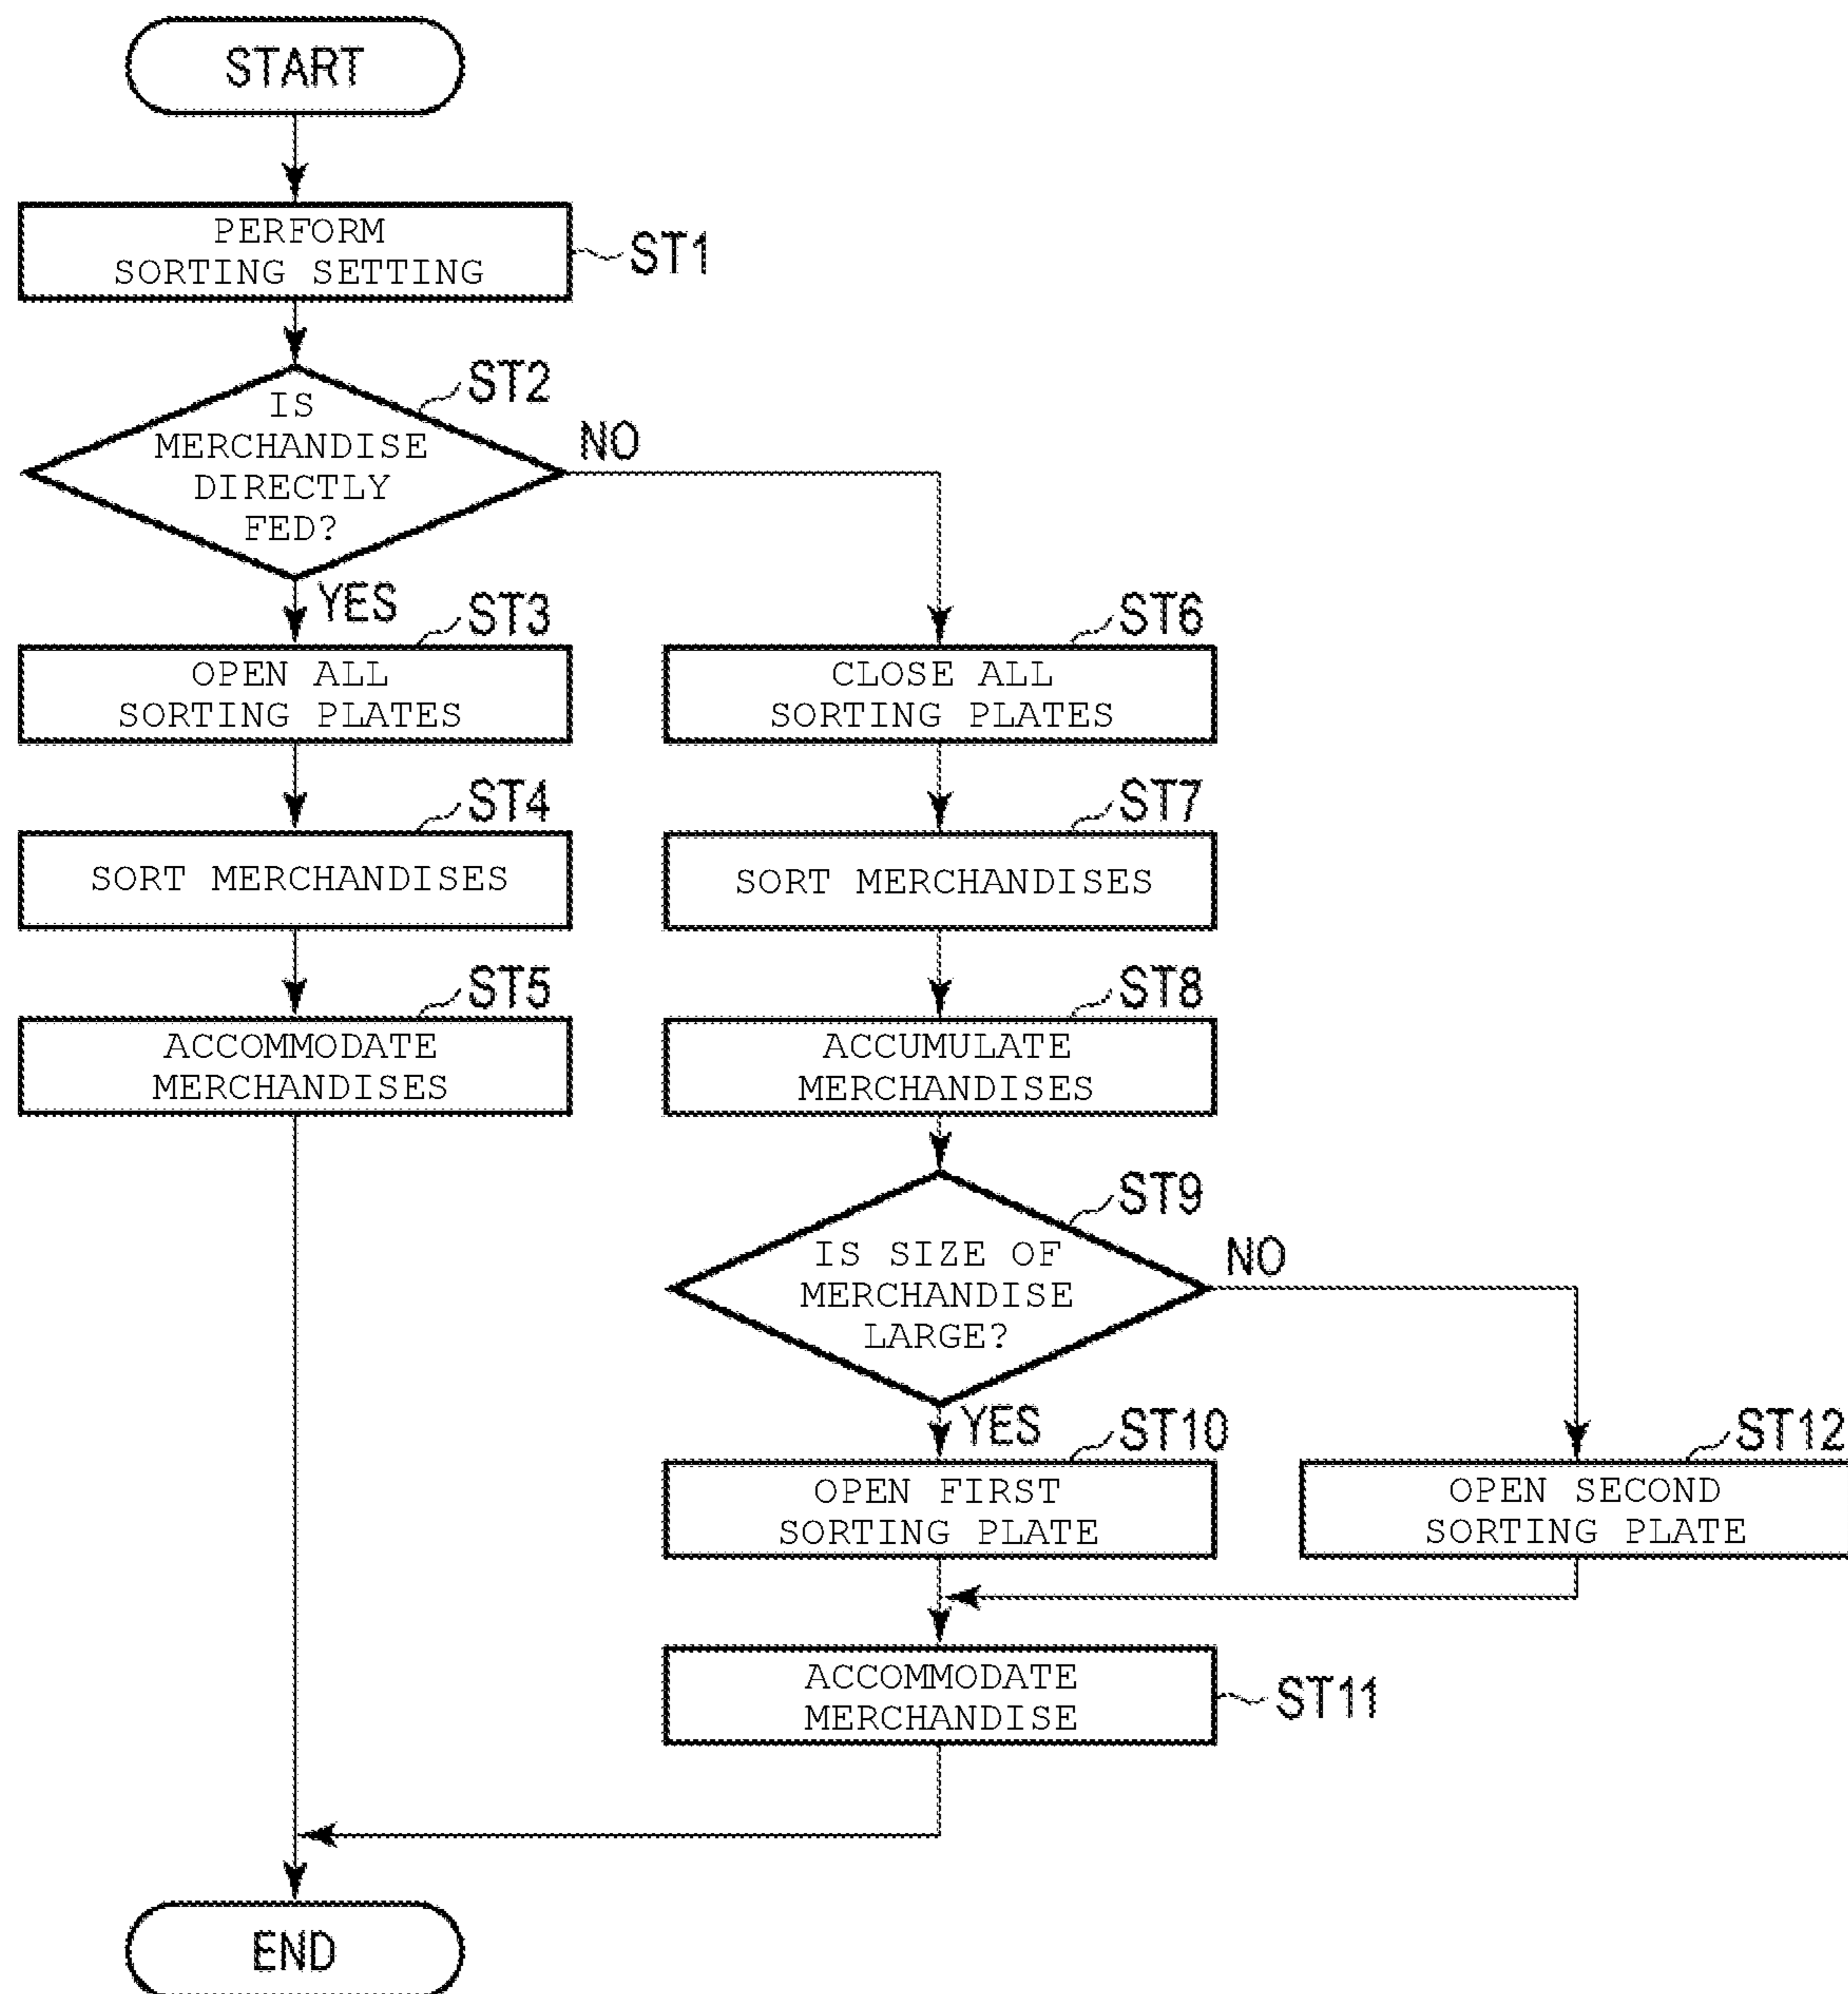 START
PERFORM
SORTING SETTING
ST1
ST2
IS
MERCHANDISE
DIRECTLY
FED?
NO
YES
ST3
OPEN ALL
SORTING PLATES
ST6
CLOSE ALL
SORTING PLATES
ST4
SORT MERCHANDISES
ST7
SORT MERCHANDISES
ST5
ACCOMMODATE
MERCHANDISES
ST8
ACCUMULATE
MERCHANDISES
ST9
IS SIZE OF
MERCHANDISE
LARGE?
NO
YES
ST10
OPEN FIRST
SORTING PLATE
ST12
OPEN SECOND
SORTING PLATE
ACCOMMODATE
MERCHANDISE
ST11
END